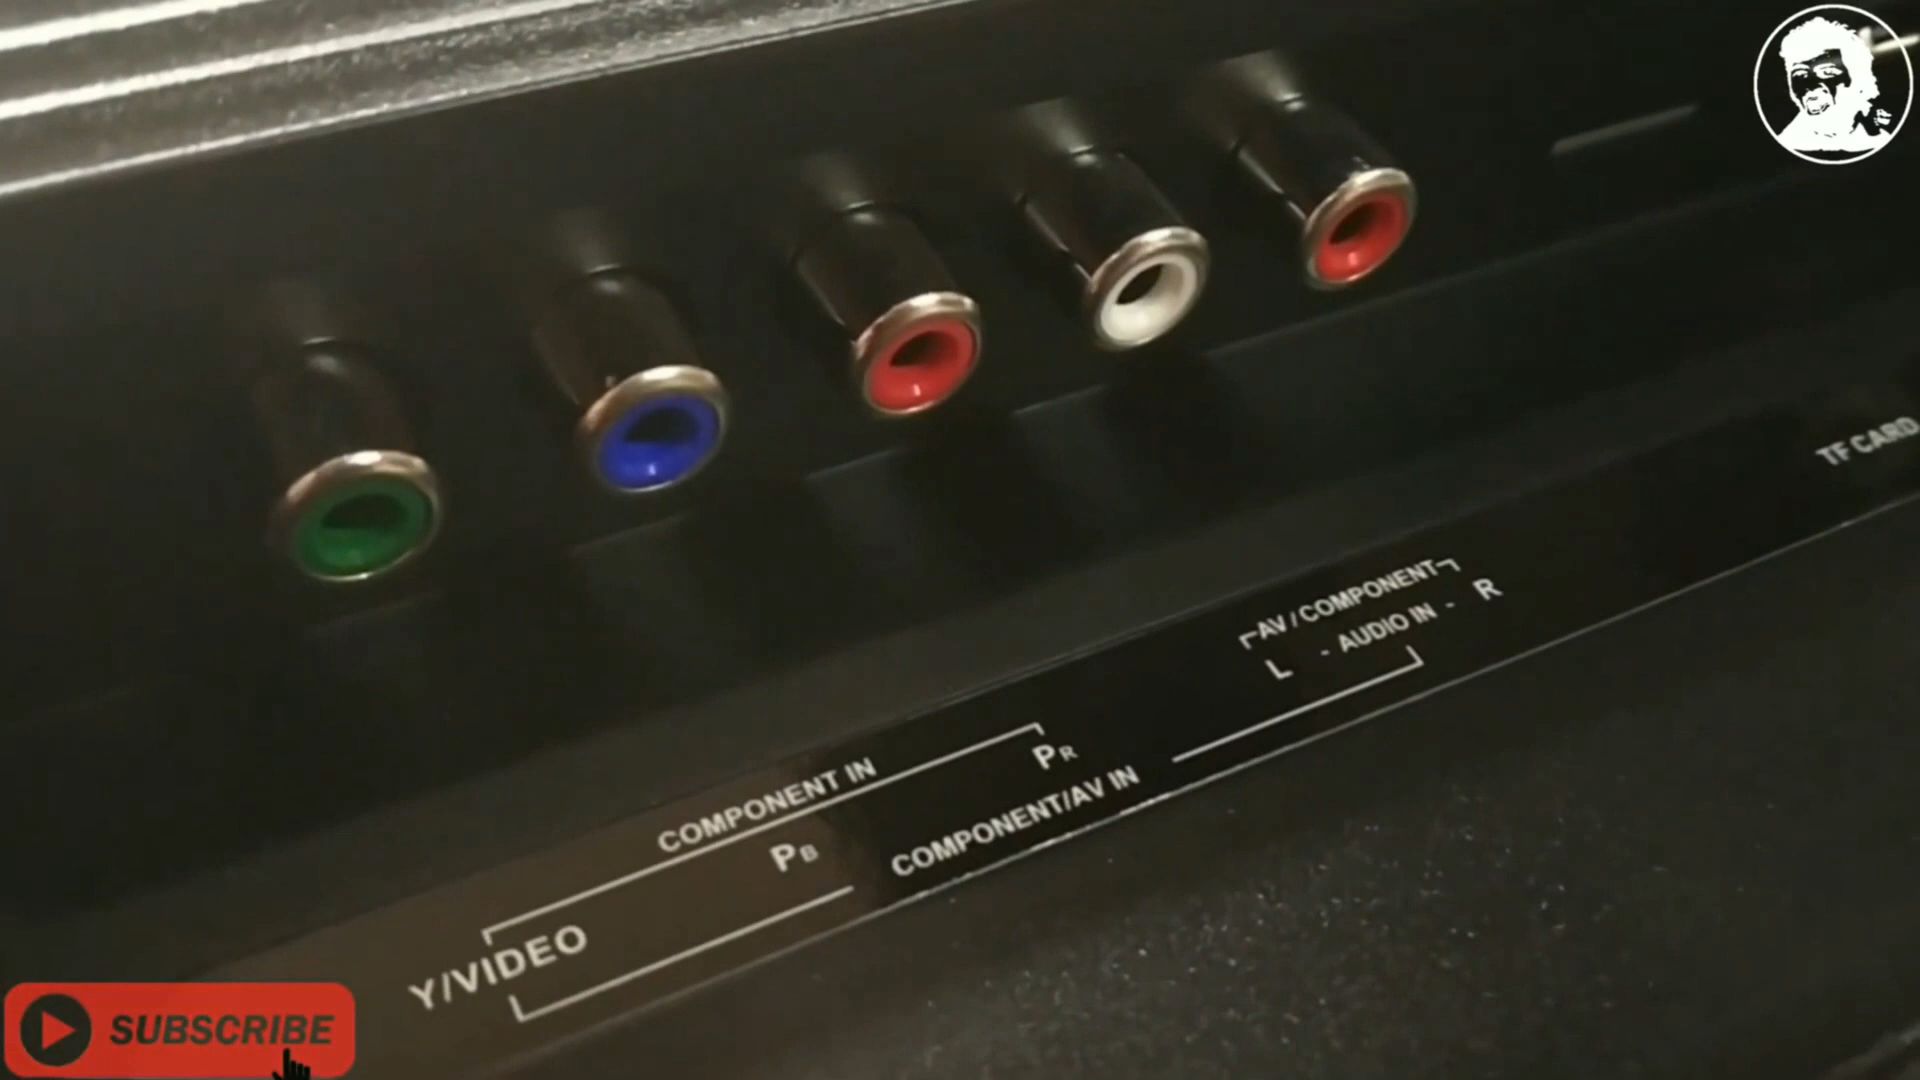 TF CARD
AV/COMPONENT
L - AUDIO IN - R
COMPONENT IN
PR
PB
COMPONENT/AV IN
Y/VIDEO
SUBSCRIBE